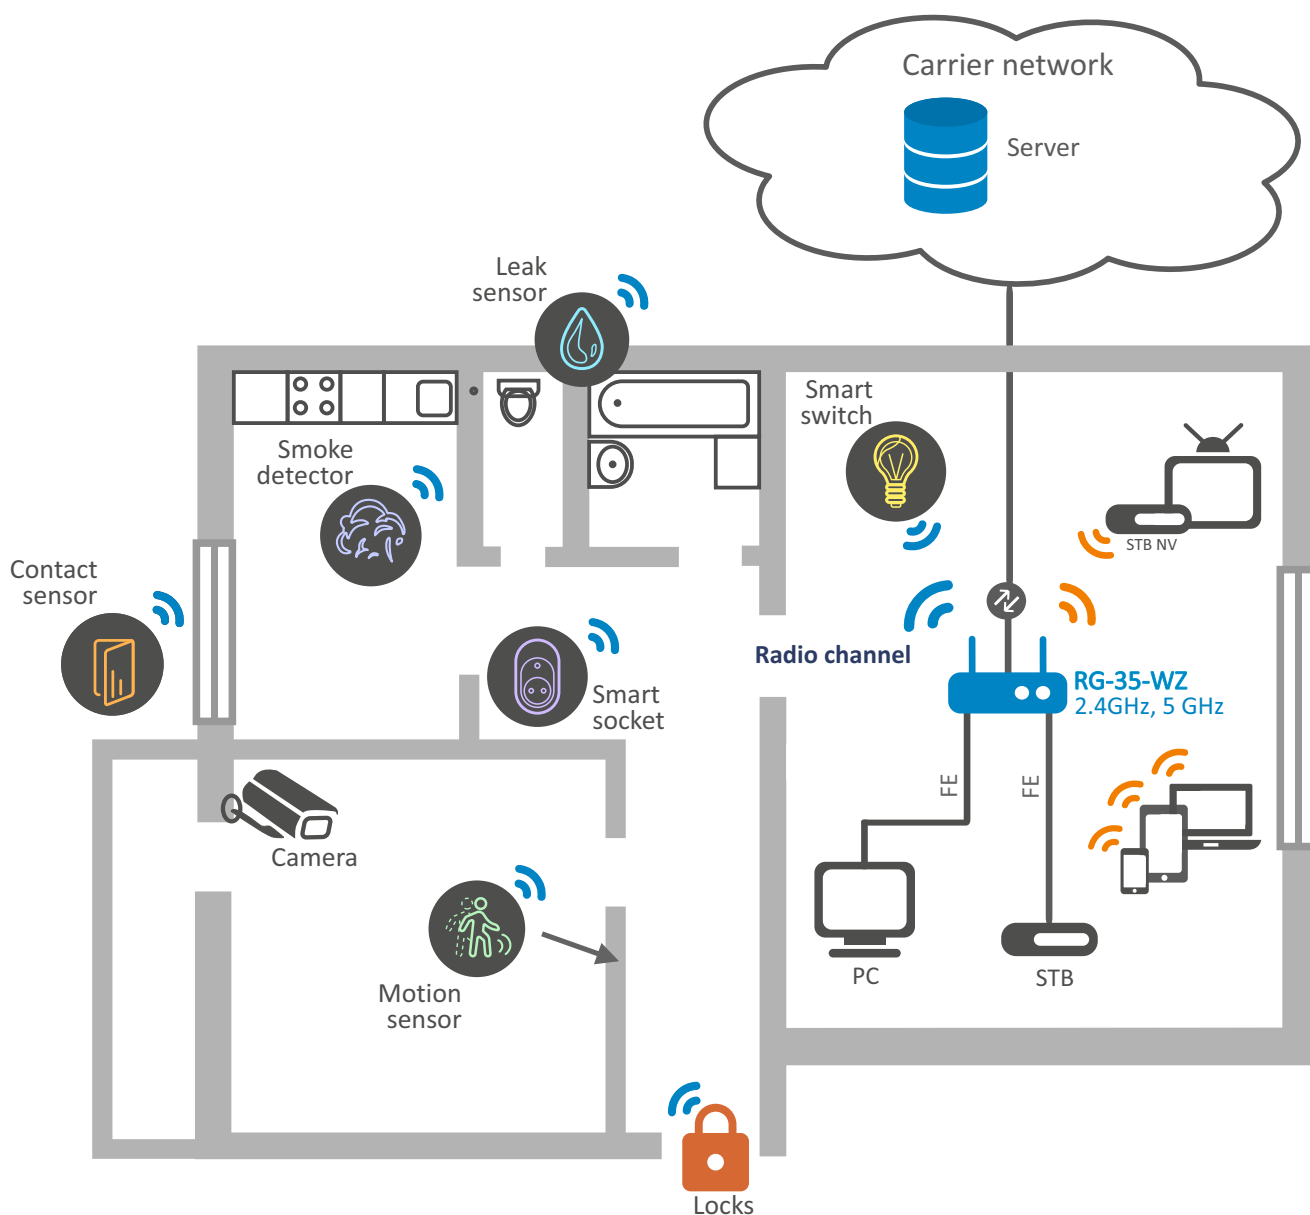 Carrier network
Server
Leak
sensor
Smart
switch
Smoke
detector
STB NV
Contact
sensor
Radio channel
RG-35-WZ
2.4GHz, 5 GHz
Smart
socket
FE
FE
Camera
PC
STB
Motion
sensor
Locks